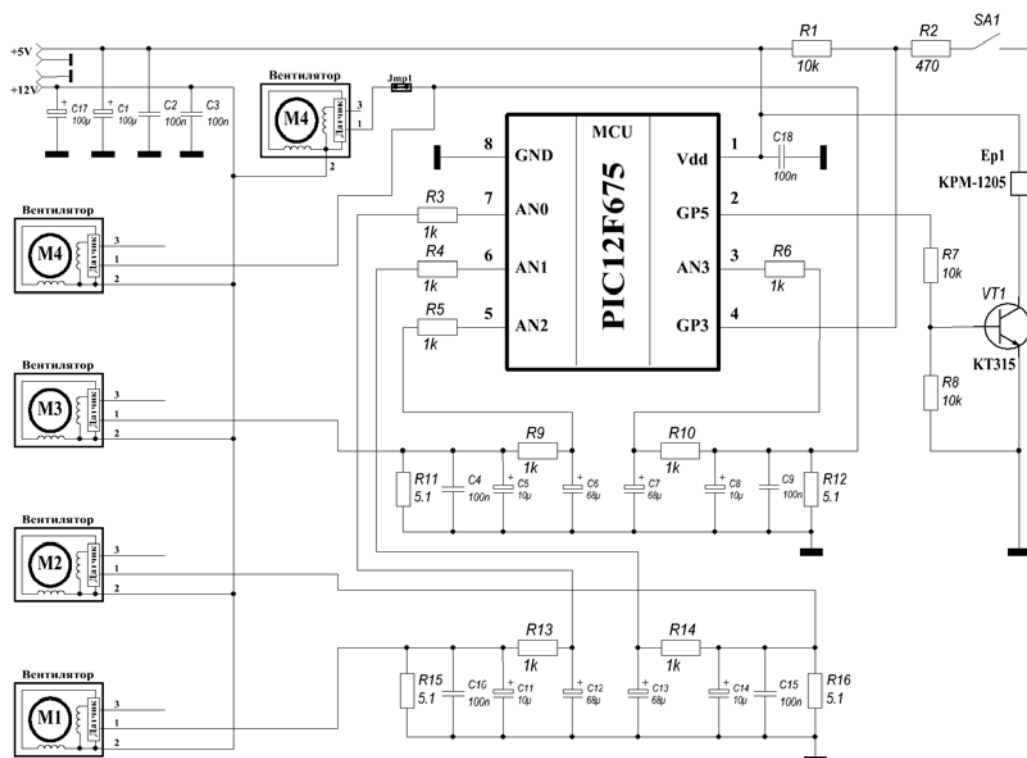 +5V
+12V
+
C17
100µ
+
C1
100µ
C2
100n
C3
100n
Вентилятор
M4
Датчик
3
1
2
Jmp1
R1
10k
R2
470
SA1
MCU
PIC12F675
8
GND
7
AN0
6
AN1
5
AN2
1
Vdd
2
GP5
3
AN3
4
GP3
C18
100n
Ep1
KPM-1205
R3
1k
R4
1k
R5
1k
R6
1k
R7
10k
R8
10k
VT1
KT315
Вентилятор
M4
Датчик
3
1
2
Вентилятор
M3
Датчик
3
1
2
R11
5.1
C4
100n
+
C5
10µ
R9
1k
+
C6
68µ
+
C7
68µ
R10
1k
+
C8
10µ
C9
100n
R12
5.1
Вентилятор
M2
Датчик
3
1
2
Вентилятор
M1
Датчик
3
1
2
R15
5.1
C10
100n
+
C11
10µ
R13
1k
+
C12
68µ
+
C13
68µ
R14
1k
+
C14
10µ
C15
100n
R16
5.1